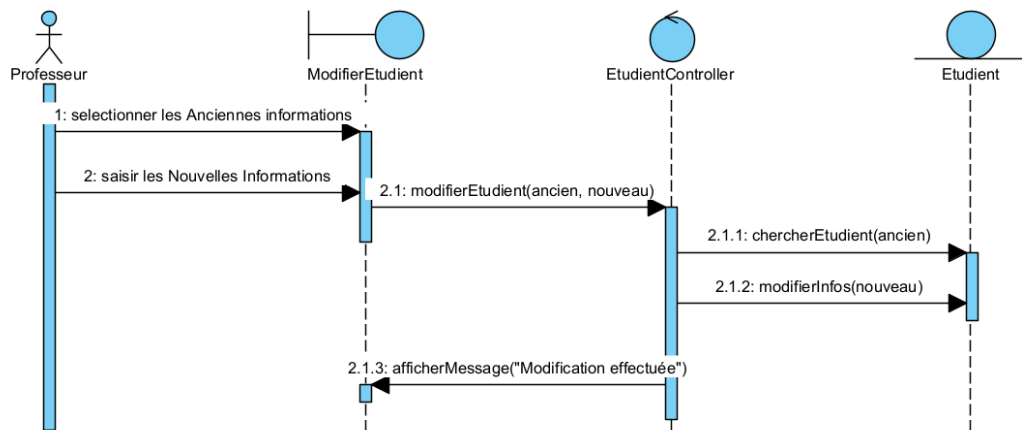 Professeur
ModifierEtudient
EtudientController
Etudient
1: selectionner les Anciennes informations
2: saisir les Nouvelles Informations
2.1: modifierEtudient(ancien, nouveau)
2.1.1: chercherEtudient(ancien)
2.1.2: modifierInfos(nouveau)
2.1.3: afficherMessage("Modification effectuée")